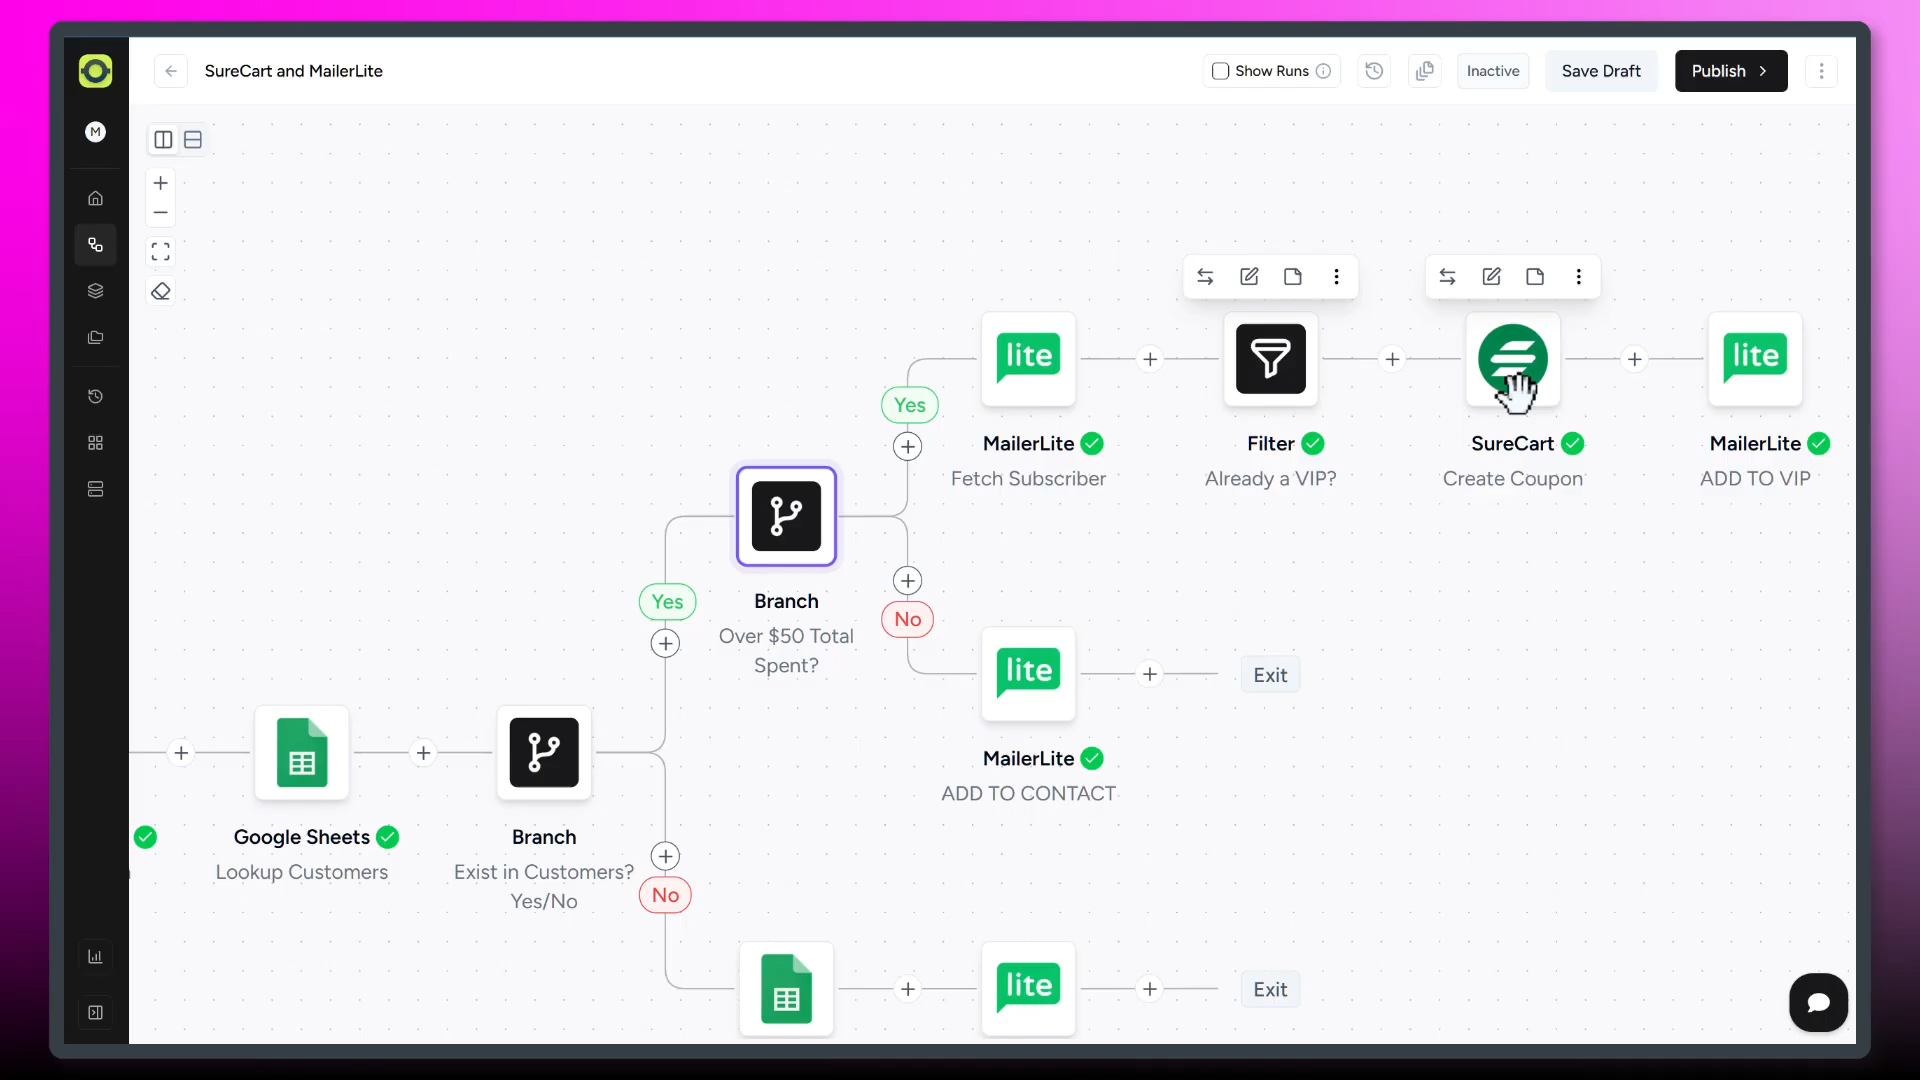 SureCart and MailerLite
Show Runs
Inactive
Save Draft
Publish
M
lite
lite
Yes
MailerLite
Filter
SureCart
MailerLite
Fetch Subscriber
Already a VIP?
Create Coupon
ADD TO VIP
Yes
Branch
No
Over $50 Total
Spent?
lite
Exit
MailerLite
ADD TO CONTACT
Google Sheets
Branch
Lookup Customers
Exist in Customers?
Yes/No
No
lite
Exit